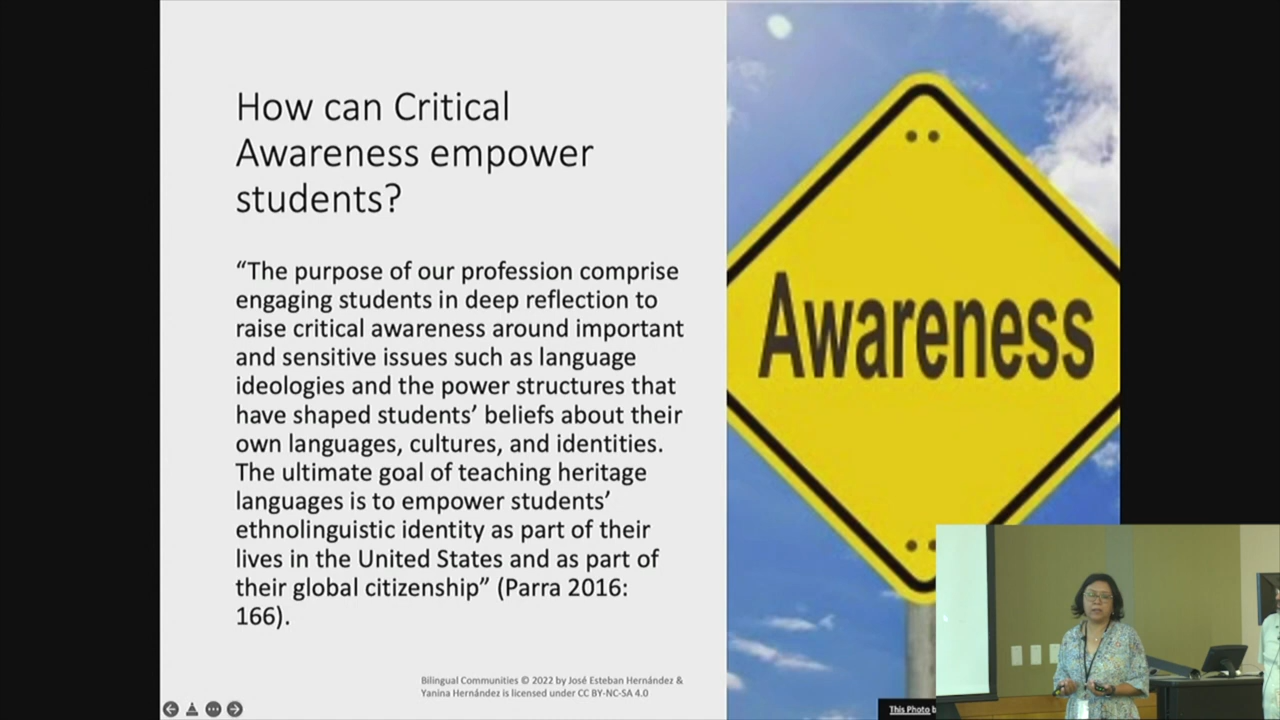 How can Critical
Awareness empower
students?
“The purpose of our profession comprise
engaging students in deep reflection to
raise critical awareness around important
and sensitive issues such as language
ideologies and the power structures that
have shaped students’ beliefs about their
own languages, cultures, and identities.
The ultimate goal of teaching heritage
languages is to empower students’
ethnolinguistic identity as part of their
lives in the United States and as part of
their global citizenship” (Parra 2016:
166).
Bilingual Communities © 2022 by José Esteban Hernández &
Yanina Hernández is licensed under CC BY-NC-SA 4.0
Awareness
This Photo b